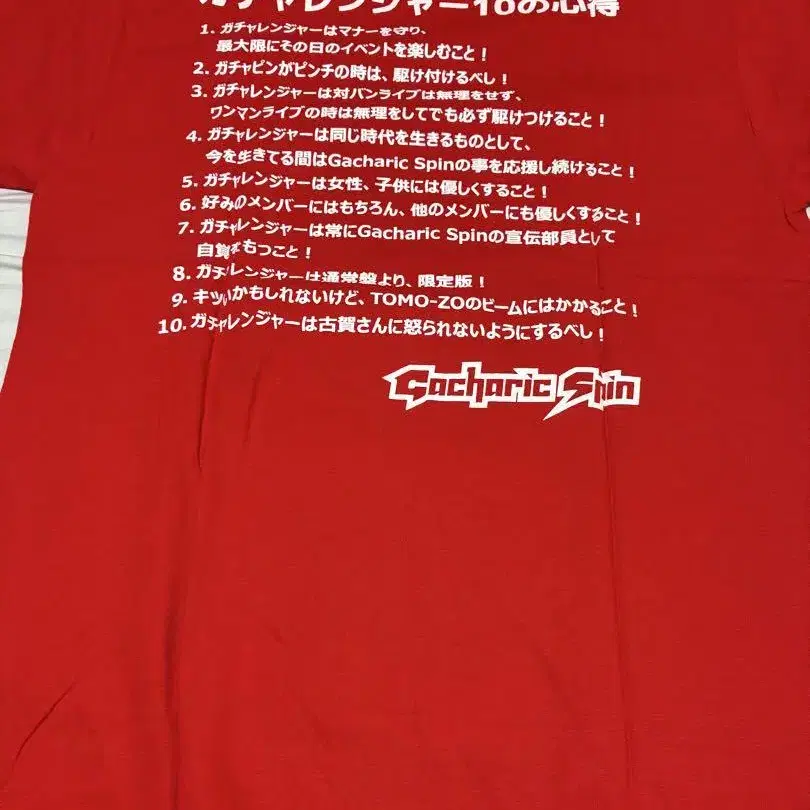 ガチャレンジャー10の心得
1. ガチャレンジャーはマナーを守り、
最大限にその日のイベントを楽しむこと！
2. ガチャピンがピンチの時は、駆け付けるべし！
3. ガチャレンジャーは対バンライブは無理をせず、
ワンマンライブの時は無理をしてでも必ず駆けつけること！
4. ガチャレンジャーは同じ時代を生きるものとして、
今を生きてる間はGacharic Spinの事を応援し続けること！
5. ガチャレンジャーは女性、子供には優しくすること！
6. 好みのメンバーにはもちろん、他のメンバーにも優しくすること！
7. ガチャレンジャーは常にGacharic Spinの宣伝部員として
自覚をもつこと！
8. ガチャレンジャーは通常盤より、限定版！
9. キツいかもしれないけど、TOMO-ZOのビームにはかかること！
10. ガチャレンジャーは古賀さんに怒られないようにするべし！
Gacharic Spin